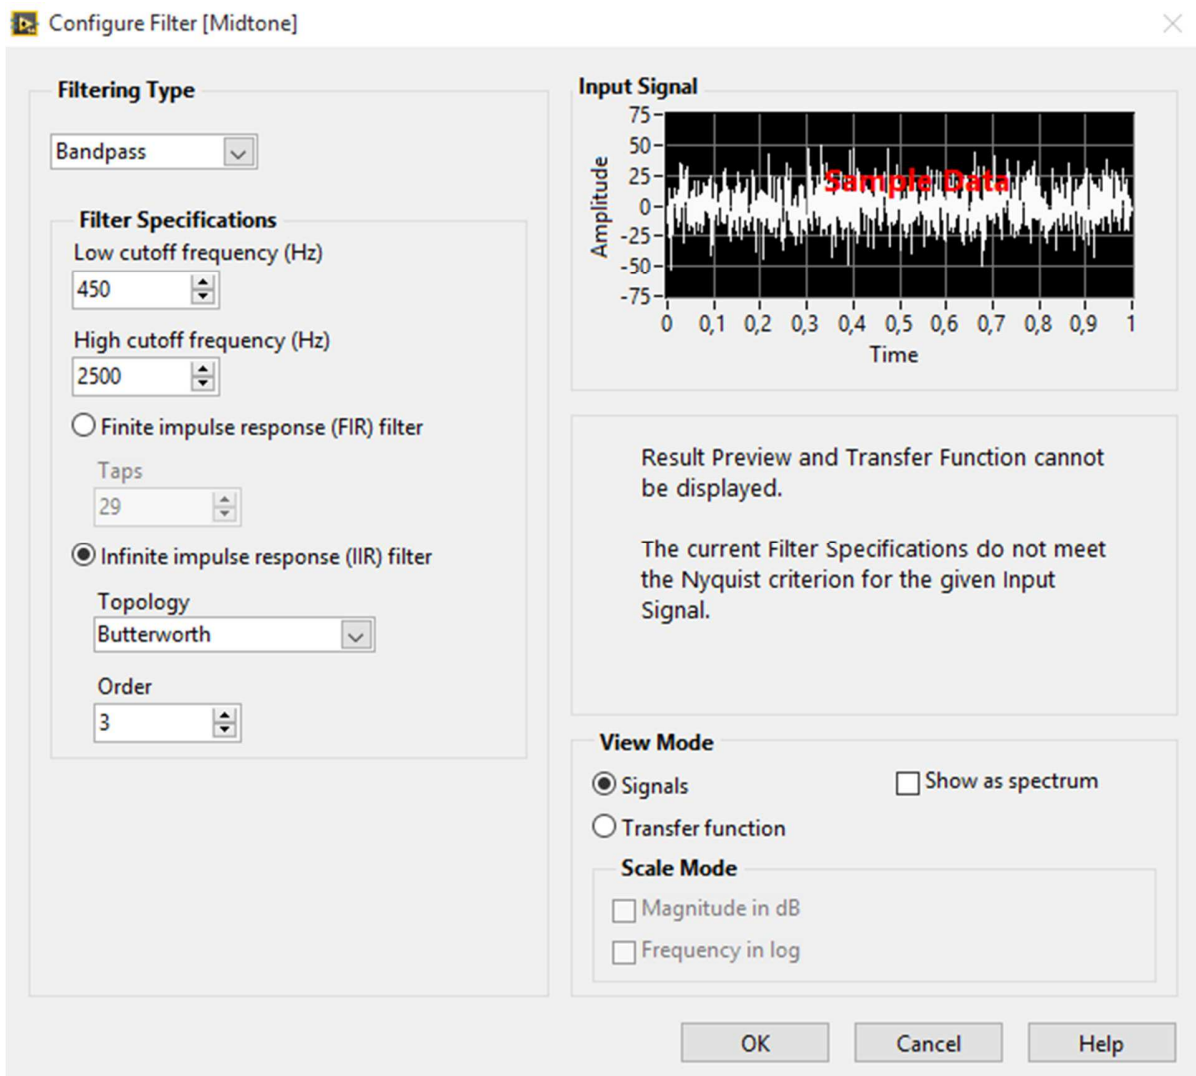 Configure Filter [Midtone]
Filtering Type
Bandpass
Filter Specifications
Low cutoff frequency (Hz)
450
High cutoff frequency (Hz)
2500
Finite impulse response (FIR) filter
Taps
29
Infinite impulse response (IIR) filter
Topology
Butterworth
Order
3
Input Signal
75
50
25
0
-25
-50
-75
Amplitude
Sample Data
0 0,1 0,2 0,3 0,4 0,5 0,6 0,7 0,8 0,9 1
Time
Result Preview and Transfer Function cannot
be displayed.
The current Filter Specifications do not meet
the Nyquist criterion for the given Input
Signal.
View Mode
Signals
Show as spectrum
Transfer function
Scale Mode
Magnitude in dB
Frequency in log
OK Cancel Help